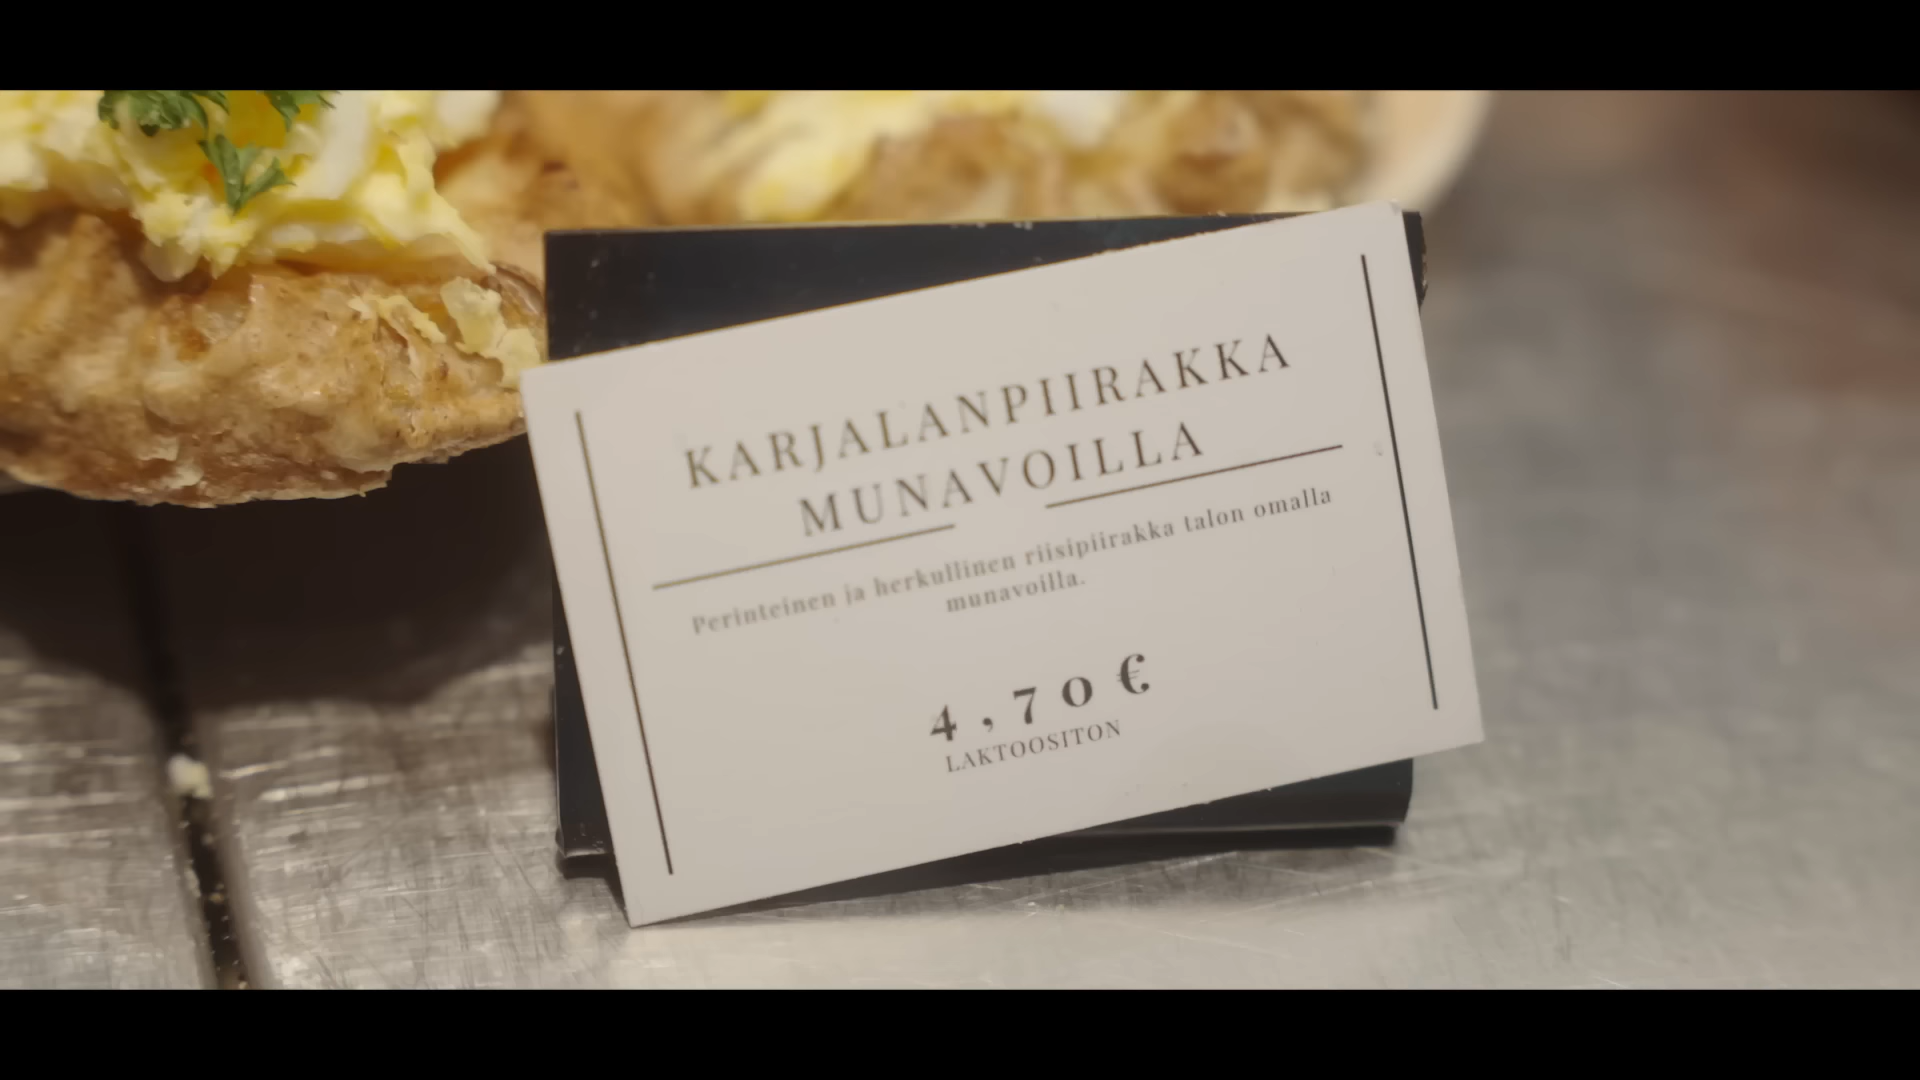 KARJALANPIIRAKKA
MUNAVOILLA
Perinteinen ja herkullinen riisipiirakka talon omalla
munavoilla.
4,70 €
LAKTOOSITON